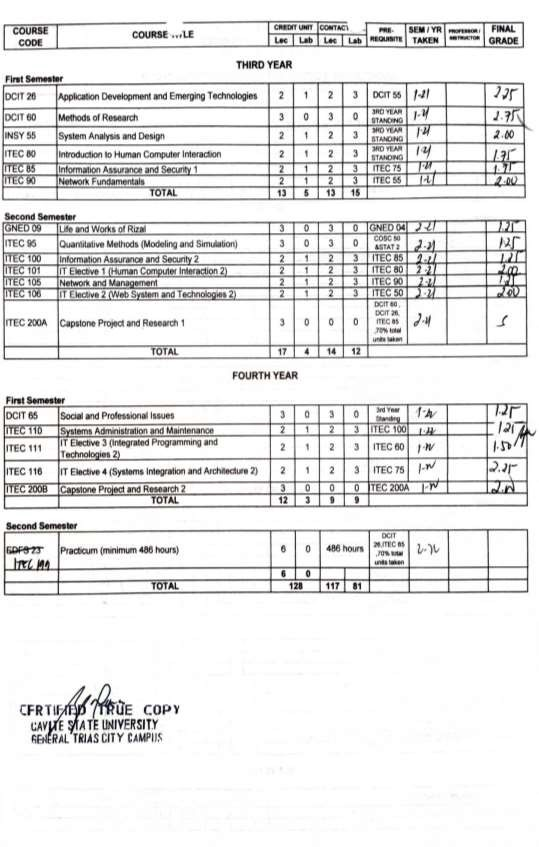 COURSE CODE COURSE TLE CREDIT UNIT Lec Lab CONTACT Lec Lab PRE-REQUISITE SEM / YR TAKEN PROFESSOR / INSTRUCTOR FINAL GRADE
THIRD YEAR
First Semester
DCIT 26 Application Development and Emerging Technologies 2 1 2 3 DCIT 55 1-21 2.25
DCIT 60 Methods of Research 3 0 3 0 3RD YEAR STANDING 1-21 2.75
INSY 55 System Analysis and Design 2 1 2 3 3RD YEAR STANDING 1-21 2.00
ITEC 80 Introduction to Human Computer Interaction 2 1 2 3 3RD YEAR STANDING 1-21 1.75
ITEC 85 Information Assurance and Security 1 2 1 2 3 ITEC 75 1-21 1.75
ITEC 90 Network Fundamentals 2 1 2 3 ITEC 55 1-21 2.00
TOTAL 13 5 13 15
Second Semester
GNED 09 Life and Works of Rizal 3 0 3 0 GNED 04 2-21 1.25
ITEC 95 Quantitative Methods (Modeling and Simulation) 3 0 3 0 COSC 50 &STAT 2 2-21 1.25
ITEC 100 Information Assurance and Security 2 2 1 2 3 ITEC 85 2-21 1.25
ITEC 101 IT Elective 1 (Human Computer Interaction 2) 2 1 2 3 ITEC 80 2-21 2.00
ITEC 105 Network and Management 2 1 2 3 ITEC 90 2-21
ITEC 106 IT Elective 2 (Web System and Technologies 2) 2 1 2 3 ITEC 50 2-21 2.00
ITEC 200A Capstone Project and Research 1 3 0 0 0 DCIT 60, DCIT 26, ITEC 85 ,70% total units taken 2-21 S
TOTAL 17 4 14 12
FOURTH YEAR
First Semester
DCIT 65 Social and Professional Issues 3 0 3 0 3rd Year Standing 1-22 1.25
ITEC 110 Systems Administration and Maintenance 2 1 2 3 ITEC 100 1-22 1.25
ITEC 111 IT Elective 3 (Integrated Programming and Technologies 2) 2 1 2 3 ITEC 60 1-22 1.50
ITEC 116 IT Elective 4 (Systems Integration and Architecture 2) 2 1 2 3 ITEC 75 1-22 2.25
ITEC 200B Capstone Project and Research 2 3 0 0 0 TEC 200A 1-22
TOTAL 12 3 9 9
Second Semester
ITEC 199 Practicum (minimum 486 hours) 6 0 486 hours DCIT 26,ITEC 85 ,70% total units taken 2-22
6 0
TOTAL 128 117 81
CERTIFIED TRUE COPY
CAVITE STATE UNIVERSITY
GENERAL TRIAS CITY CAMPUS